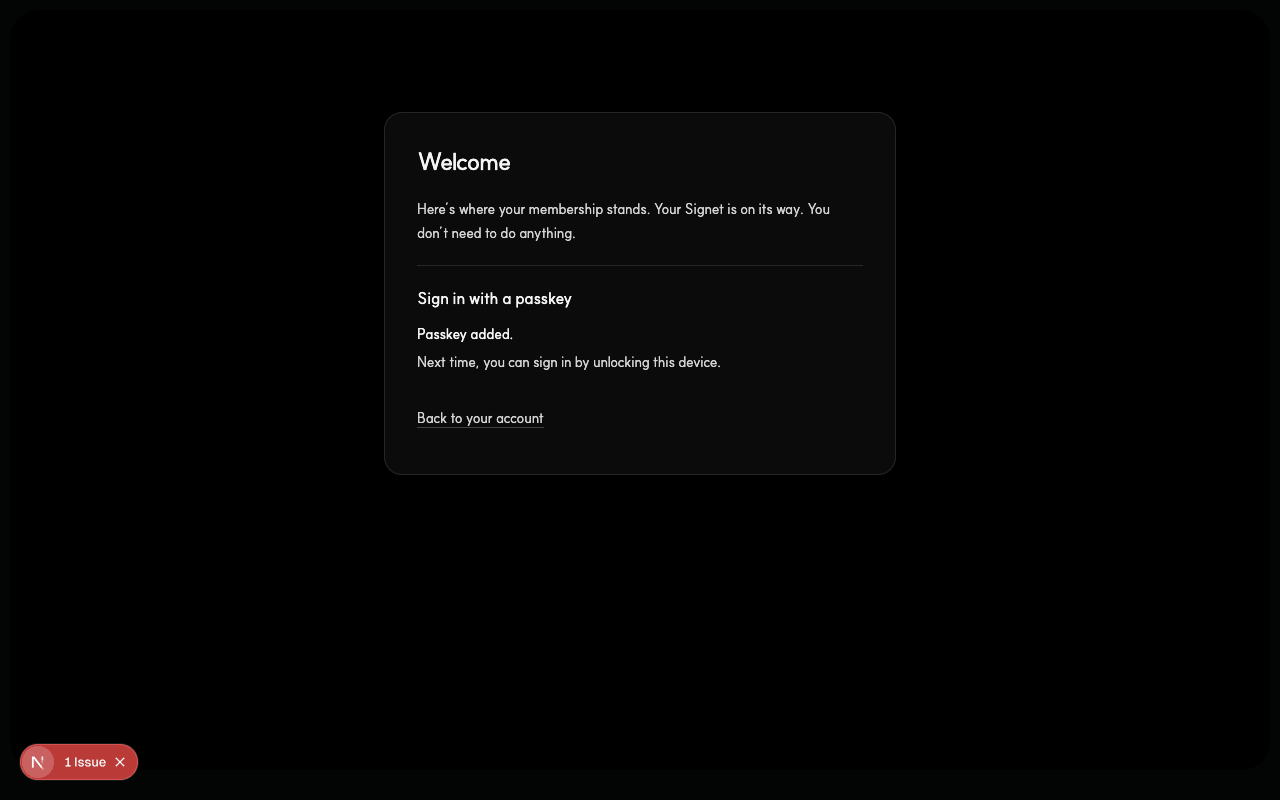 Welcome
Here's where your membership stands. Your Signet is on its way. You
don't need to do anything.
Sign in with a passkey
Passkey added.
Next time, you can sign in by unlocking this device.
Back to your account
N 1 Issue